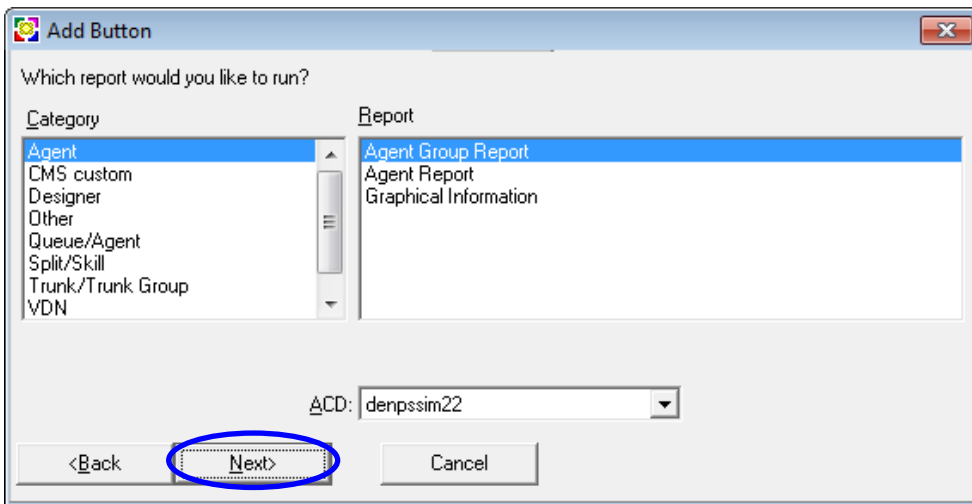 Add Button
Which report would you like to run?
Category
Report
Agent
CMS custom
Designer
Other
Queue/Agent
Split/Skill
Trunk/Trunk Group
VDN
Agent Group Report
Agent Report
Graphical Information
ACD: denpssim22
<Back
Next>
Cancel